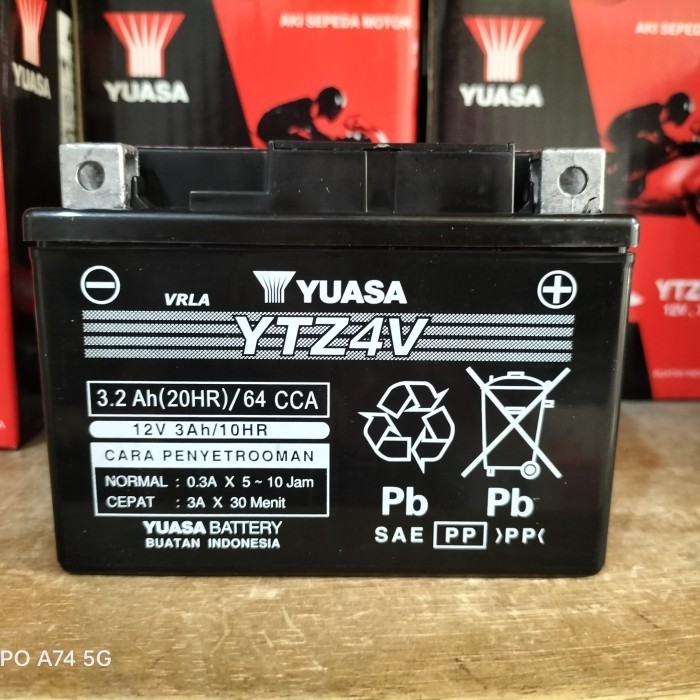 AKI SEPEDA MOTOR
YUASA
YUASA
YUASA
VRLA
YUASA
YTZ4V
3.2 Ah(20HR)/64 CCA
12V 3Ah/10HR
CARA PENYETROOMAN
NORMAL : 0.3A X 5~10 Jam
CEPAT : 3A X 30 Menit
YUASA BATTERY
BUATAN INDONESIA
Pb
Pb
SAE PP >PP<
AKI SEPED
YTZ
12V, 
PO A74 5G